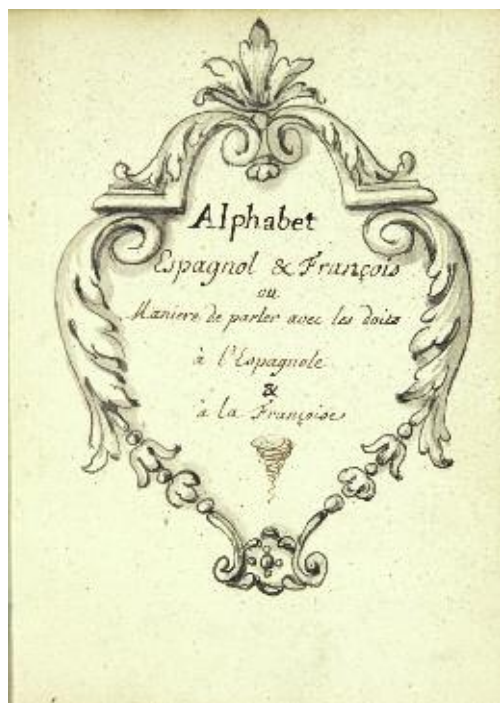 Alphabet
Espagnol & François
ou
Maniere de parler avec les doits
à l'Espagnole
&
à la Françoise